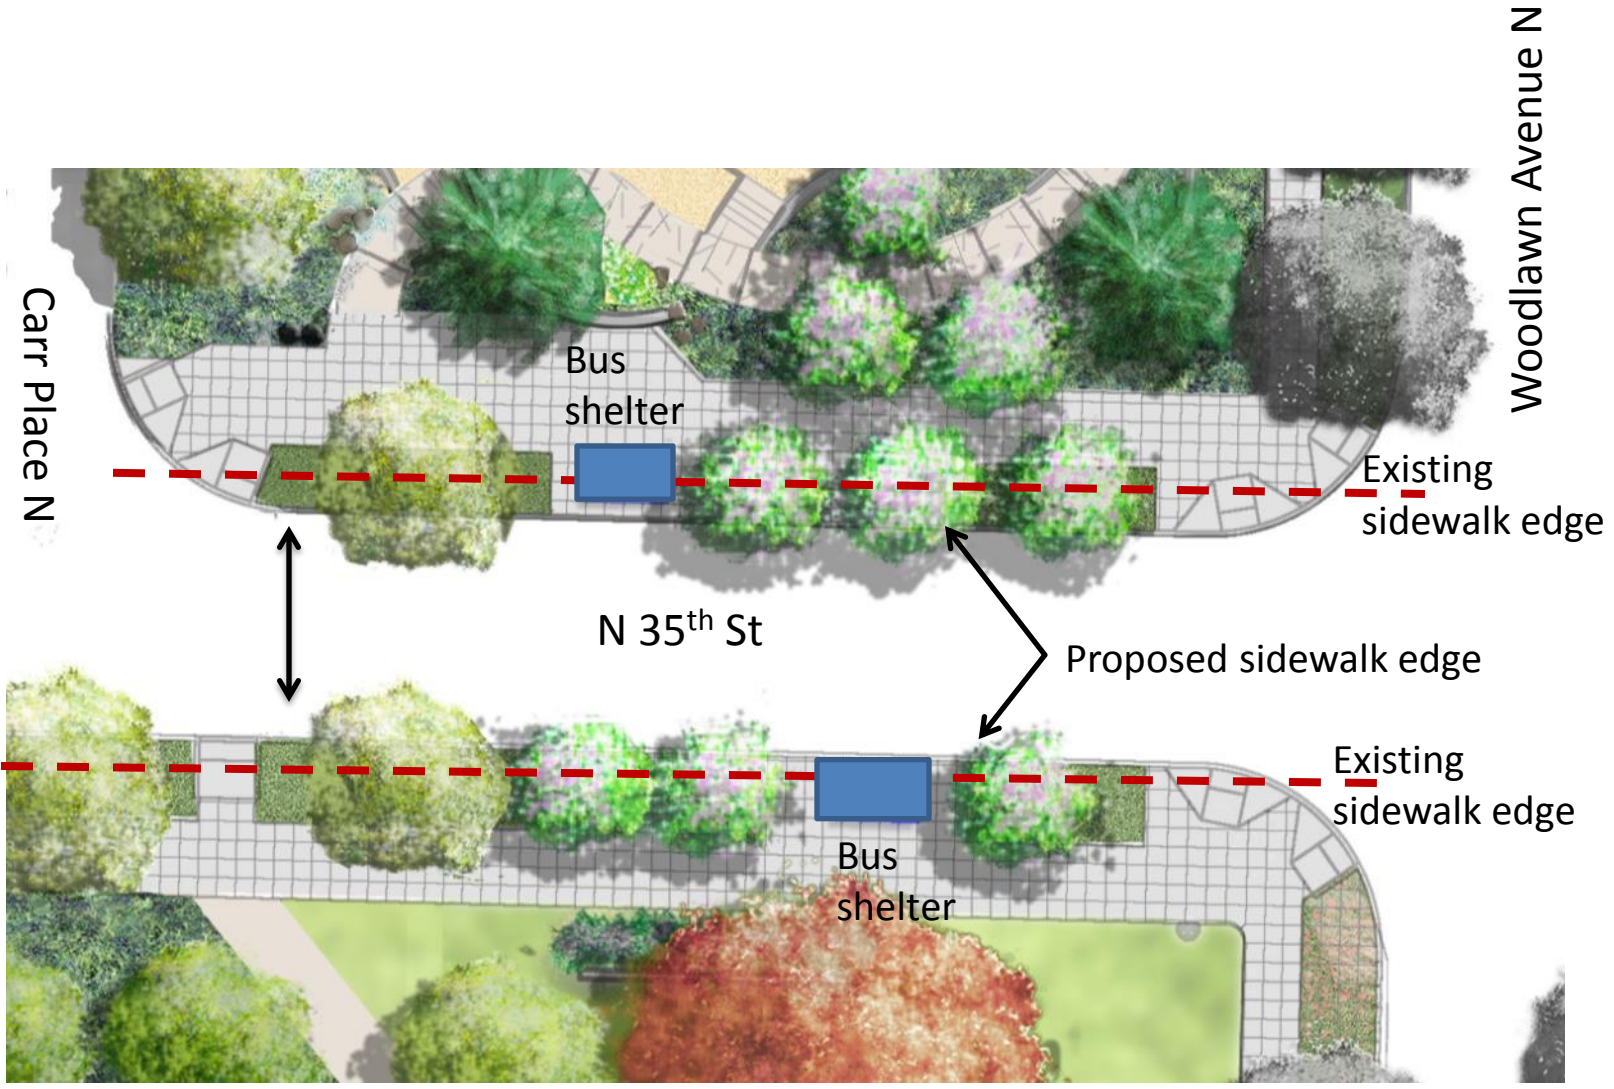 Woodlawn Avenue N
Carr Place N
Bus
shelter
Existing
sidewalk edge
N 35th St
Proposed sidewalk edge
Existing
sidewalk edge
Bus
shelter